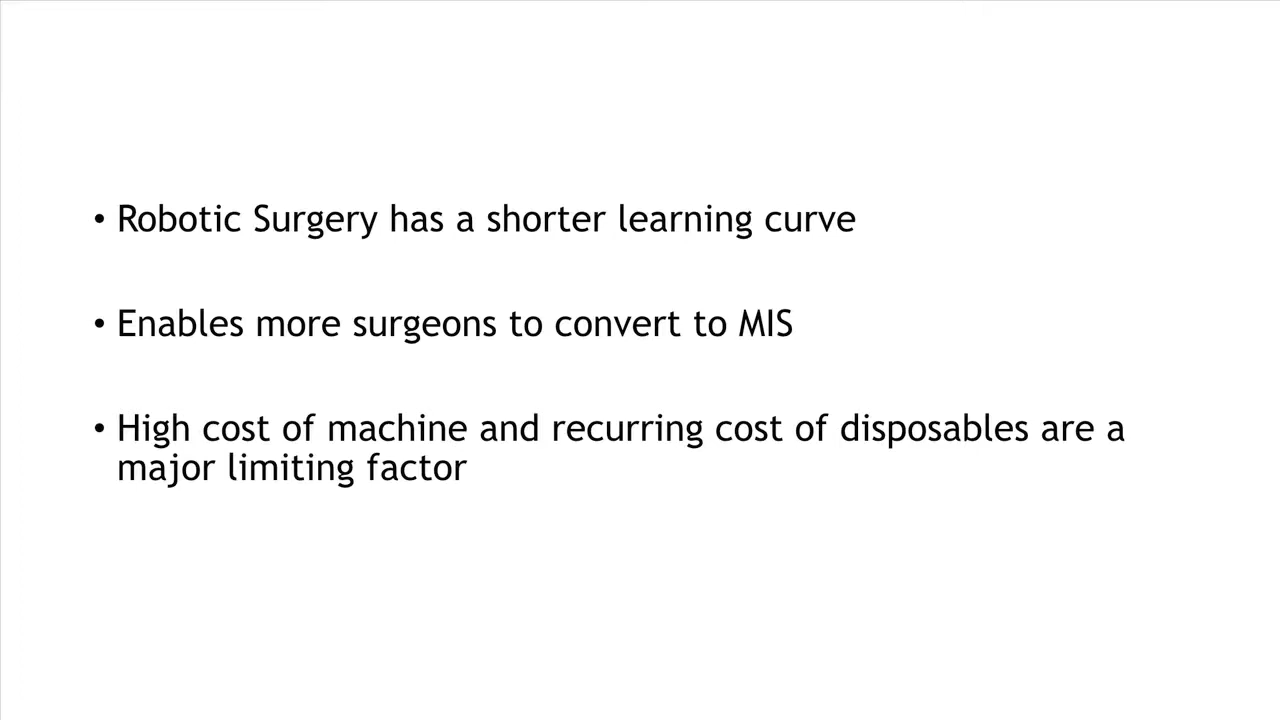 • Robotic Surgery has a shorter learning curve
• Enables more surgeons to convert to MIS
• High cost of machine and recurring cost of disposables are a
major limiting factor